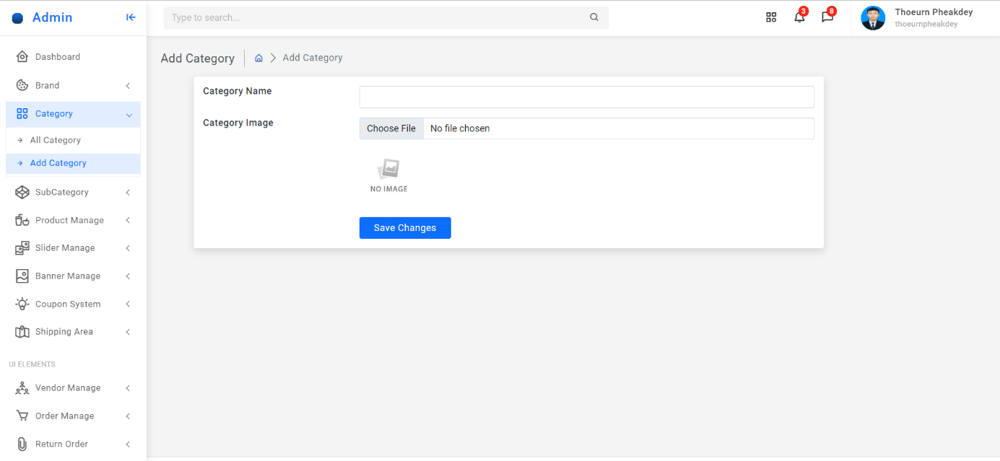 Admin
Type to search...
3
8
Thoeurn Pheakdey
thoeurnpheakdey
Dashboard
Brand
Category
All Category
Add Category
SubCategory
Product Manage
Slider Manage
Banner Manage
Coupon System
Shipping Area
UI ELEMENTS
Vendor Manage
Order Manage
Return Order
Add Category
Add Category
Category Name
Category Image
Choose File No file chosen
NO IMAGE
Save Changes